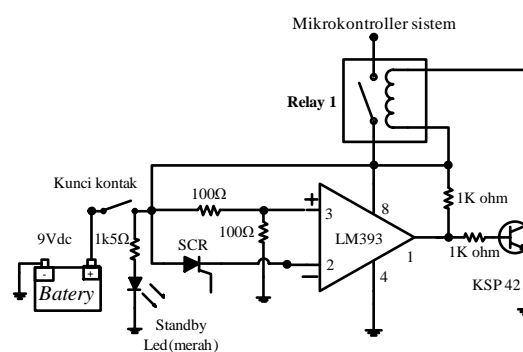 Mikrokontroller sistem
Relay 1
Kunci kontak
100Ω
+
3
8
1K ohm
9Vdc
1k5Ω
SCR
100Ω
LM393
2
−
1
4
1K ohm
- +
Batery
KSP 42
Standby
Led(merah)